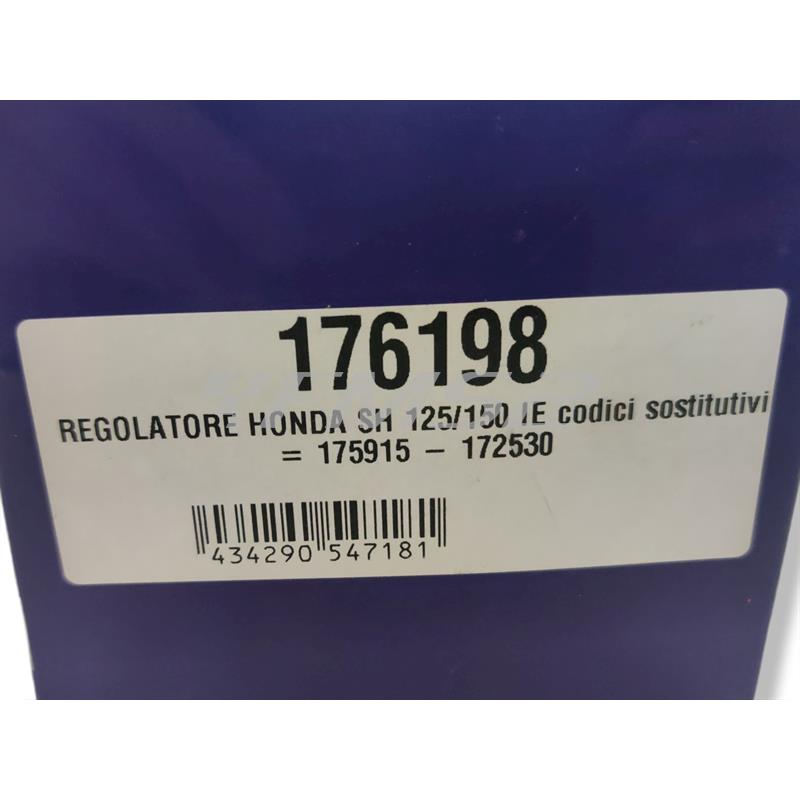 176198
REGOLATORE HONDA SH 125/150 IE codici sostitutivi
= 175915 – 172530
434290 547181